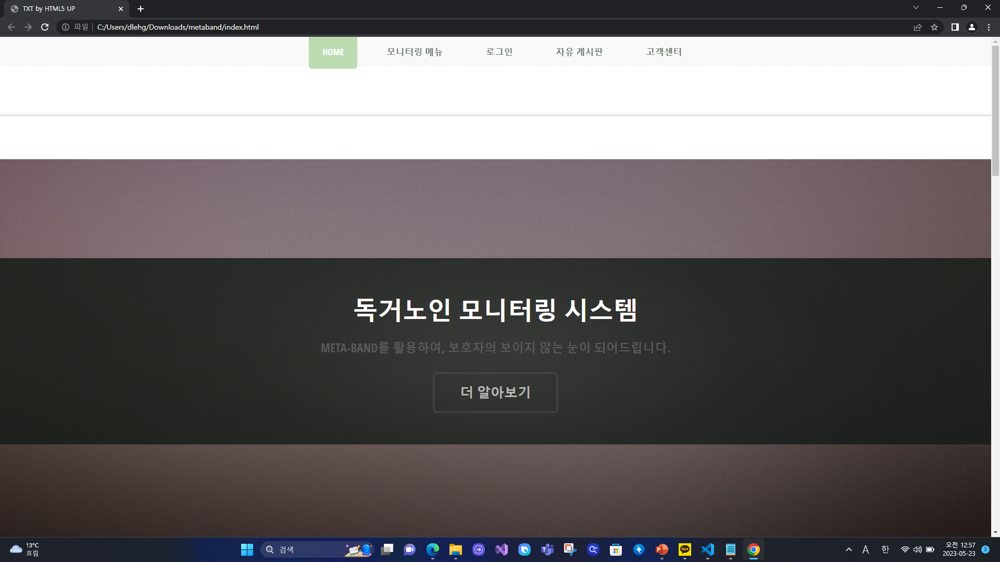 TXT by HTML5 UP
파일 C:/Users/dlehg/Downloads/metaband/index.html
HOME 모니터링 메뉴 로그인 자유 게시판 고객센터
독거노인 모니터링 시스템
META-BAND를 활용하여, 보호자의 보이지 않는 눈이 되어드립니다.
더 알아보기
13°C
흐림
검색
TALK
A 한
오전 12:57
2023-05-23
3